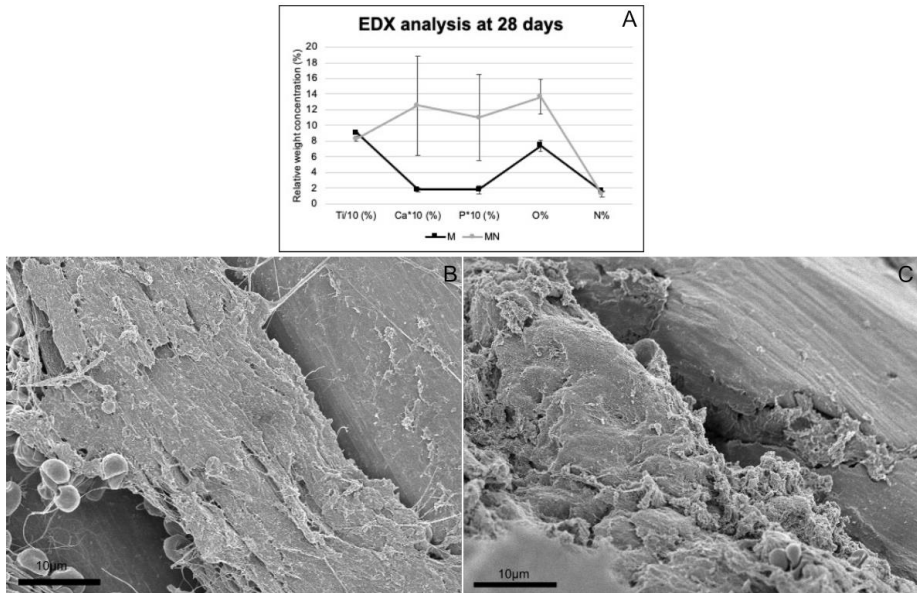 A
EDX analysis at 28 days
Relative weight concentration (%)
20
18
16
14
12
10
8
6
4
2
0
Ti/10 (%) Ca*10 (%) P*10 (%) O% N%
M MN
B
C
10µm
10µm